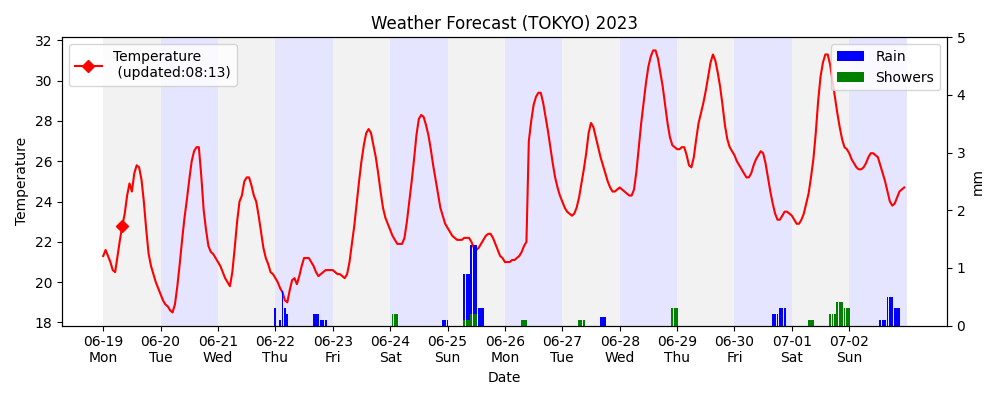 Weather Forecast (TOKYO) 2023
Temperature
(updated:08:13)
Rain
Showers
32
30
28
26
24
22
20
18
Temperature
5
4
3
2
1
0
mm
06-19 06-20 06-21 06-22 06-23 06-24 06-25 06-26 06-27 06-28 06-29 06-30 07-01 07-02
Mon Tue Wed Thu Fri Sat Sun Mon Tue Wed Thu Fri Sat Sun
Date